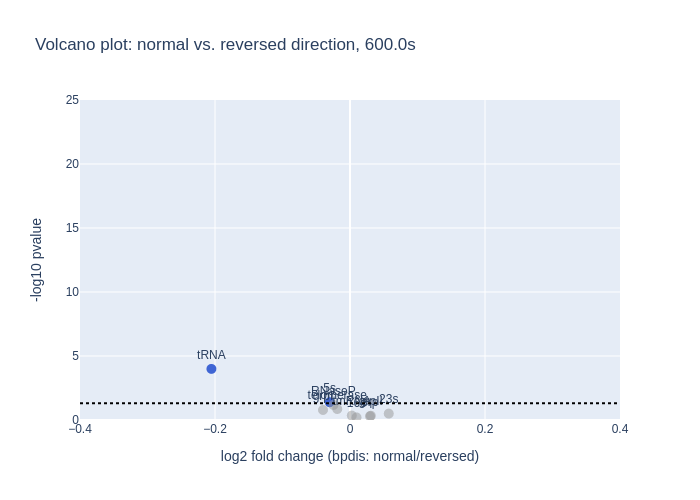 Volcano plot: normal vs. reversed direction, 600.0s
25
20
15
10
5
0
-log10 pvalue
tRNA
5s
RNaseP
23s
−0.4
−0.2
0
0.2
0.4
log2 fold change (bpdis: normal/reversed)